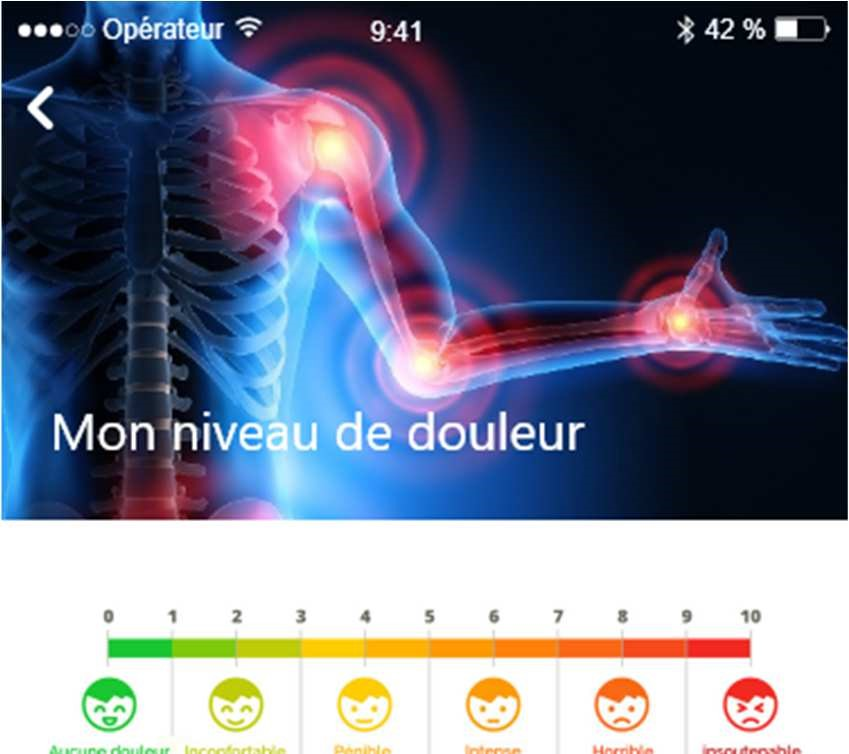 Opérateur 9:41 42 %
Mon niveau de douleur
0 1 2 3 4 5 6 7 8 9 10
Aucune douleur Inconfortable Pénible Intense Horrible insoutenable